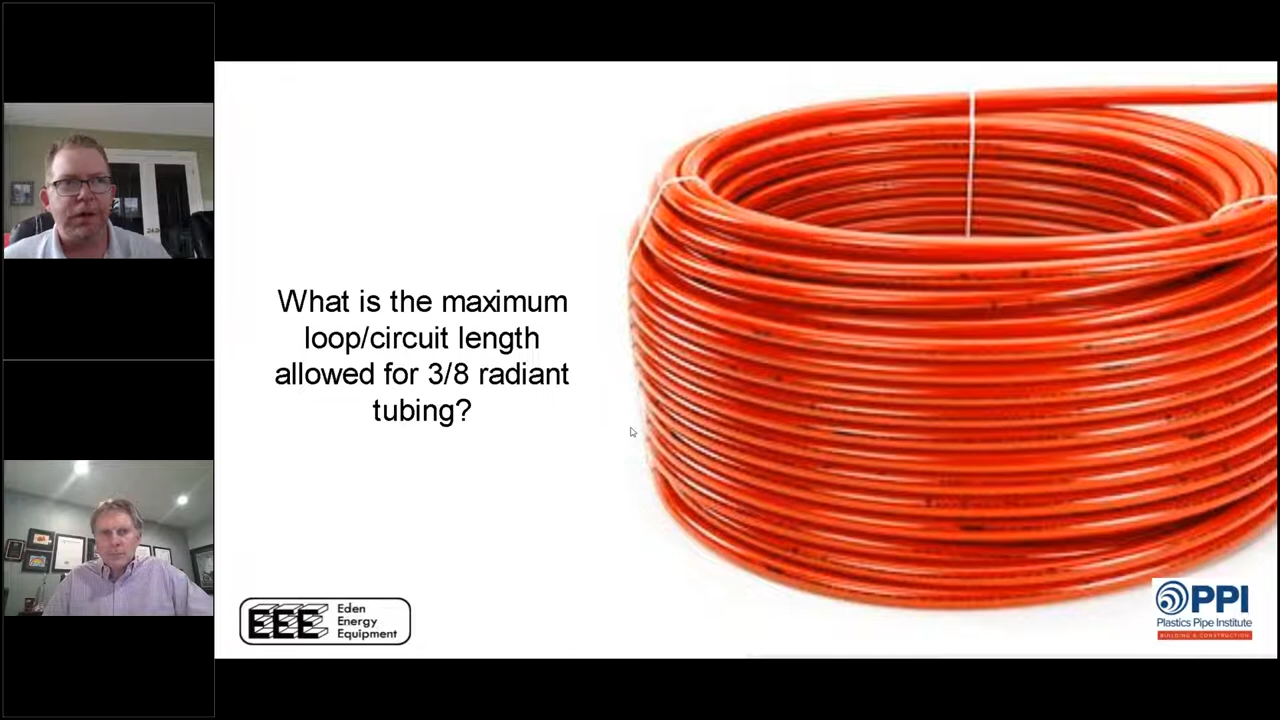 What is the maximum
loop/circuit length
allowed for 3/8 radiant
tubing?
EEE
Eden
Energy
Equipment
PPI
Plastics Pipe Institute
BUILDING & CONSTRUCTION